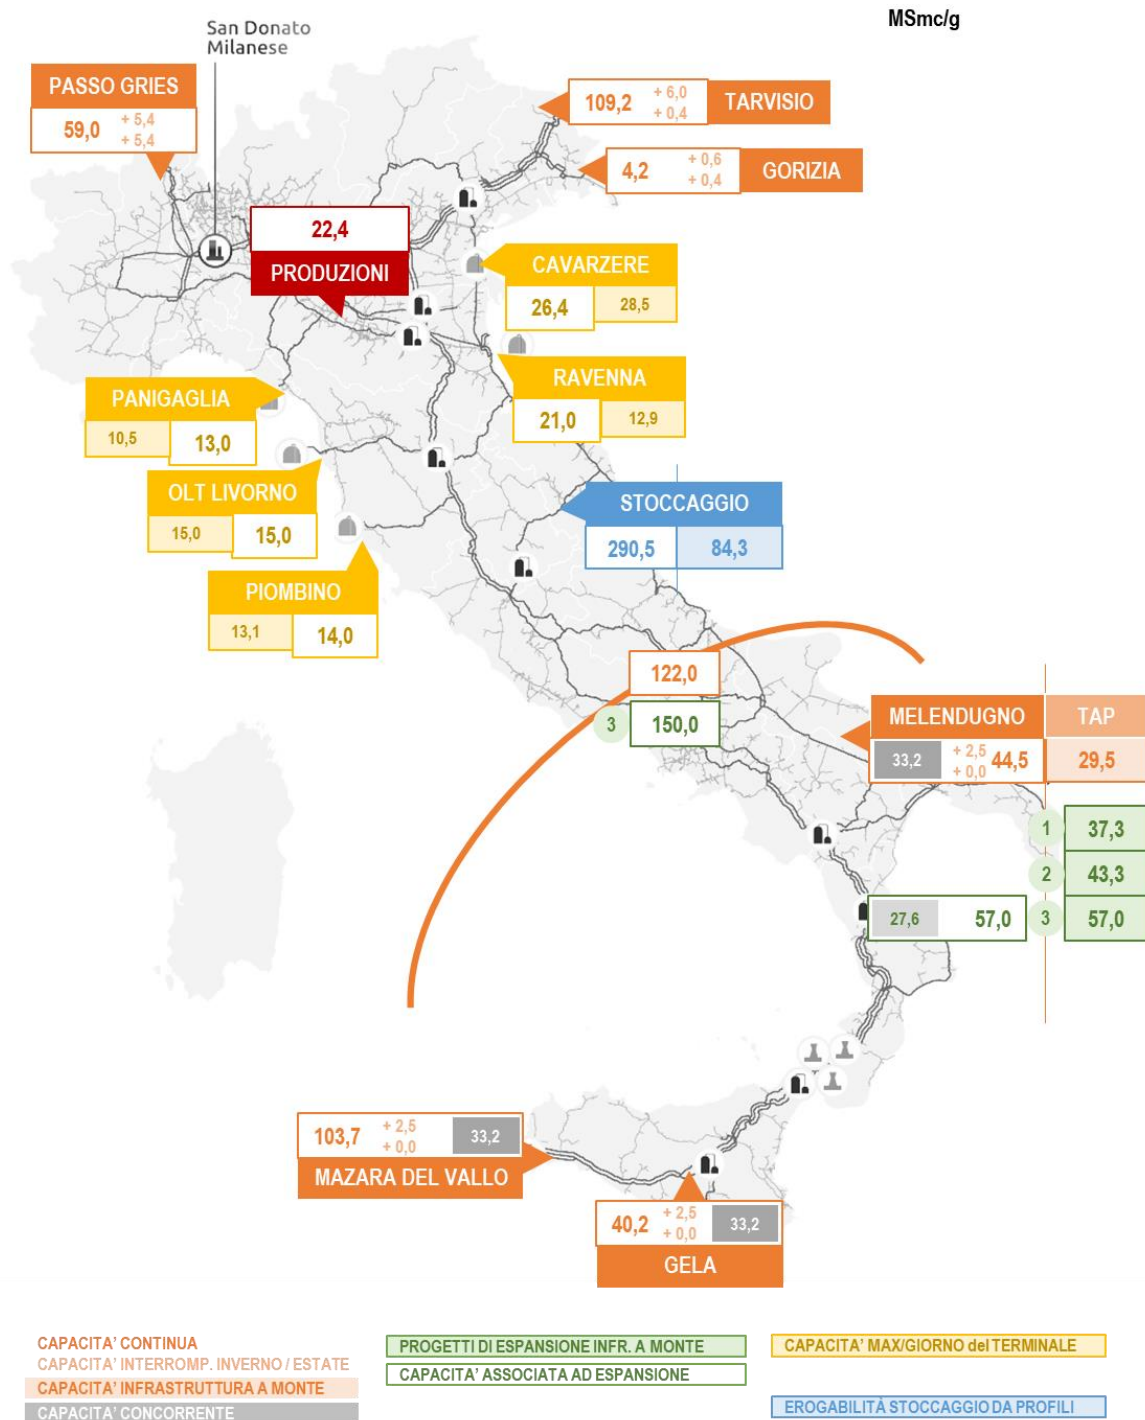 MSmc/g
San Donato
Milanese
PASSO GRIES
59,0
+ 5,4
+ 5,4
109,2
+ 6,0
+ 0,4
TARVISIO
4,2
+ 0,6
+ 0,4
GORIZIA
22,4
PRODUZIONI
CAVARZERE
26,4
28,5
RAVENNA
21,0
12,9
PANIGAGLIA
10,5
13,0
OLT LIVORNO
15,0
15,0
PIOMBINO
13,1
14,0
STOCCAGGIO
290,5
84,3
122,0
3
150,0
MELENDUGNO
TAP
33,2
+ 2,5
+ 0,0
44,5
29,5
1
37,3
2
43,3
27,6
57,0
3
57,0
103,7
+ 2,5
+ 0,0
33,2
MAZARA DEL VALLO
40,2
+ 2,5
+ 0,0
33,2
GELA
CAPACITA' CONTINUA
CAPACITA' INTERROMP. INVERNO / ESTATE
CAPACITA' INFRASTRUTTURA A MONTE
CAPACITA' CONCORRENTE
PROGETTI DI ESPANSIONE INFR. A MONTE
CAPACITA' ASSOCIATA AD ESPANSIONE
CAPACITA' MAX/GIORNO del TERMINALE
EROGABILITÀ STOCCAGGIO DA PROFILI